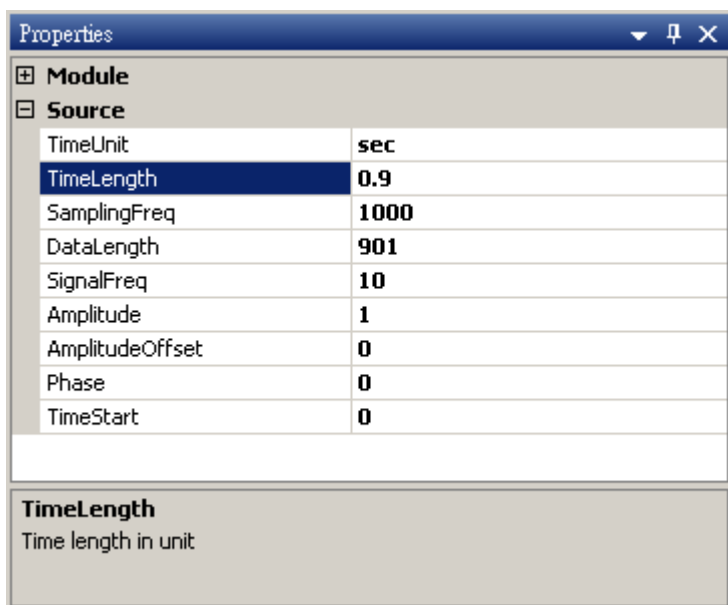 Properties
Module
Source
TimeUnit sec
TimeLength 0.9
SamplingFreq 1000
DataLength 901
SignalFreq 10
Amplitude 1
AmplitudeOffset 0
Phase 0
TimeStart 0
TimeLength
Time length in unit